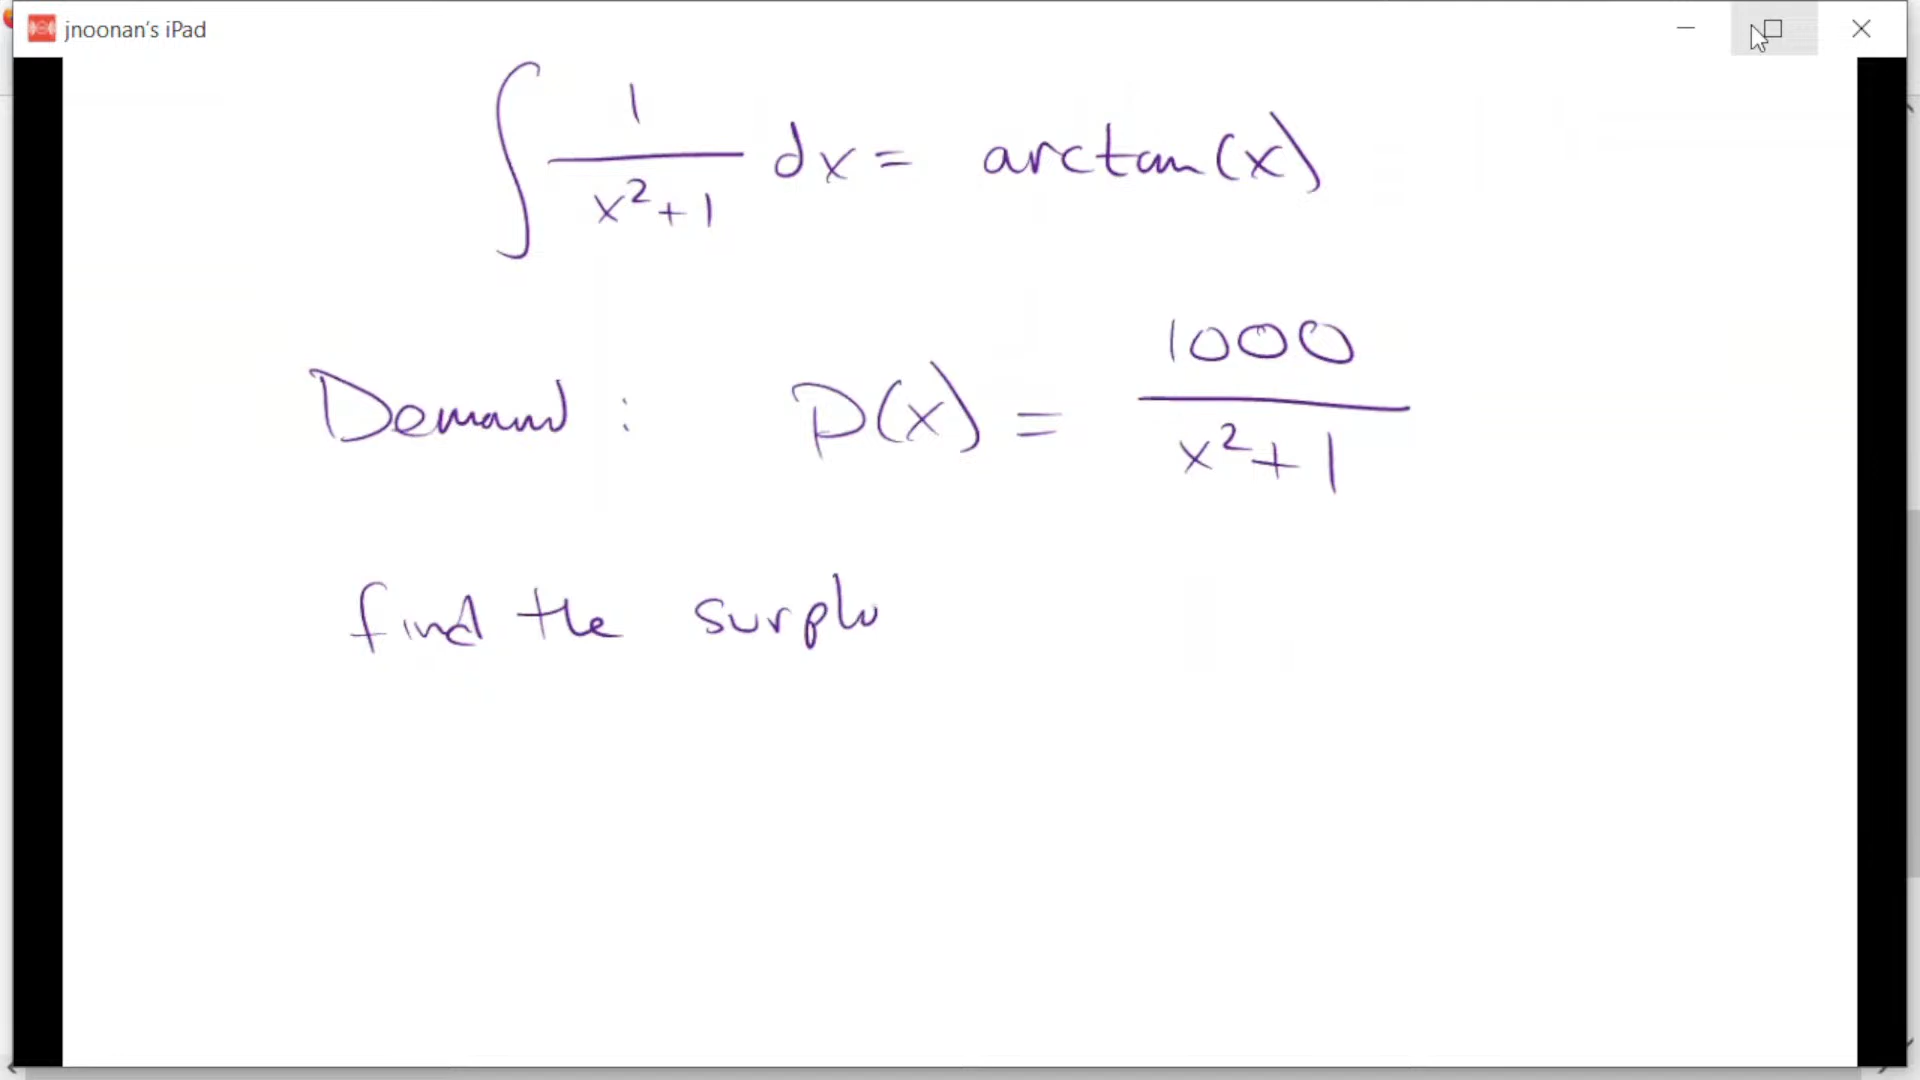 jnoonan's iPad
∫ 1/(x²+1) dx = arctan(x)
Demand : P(x) = 1000/(x²+1)
find the surplu